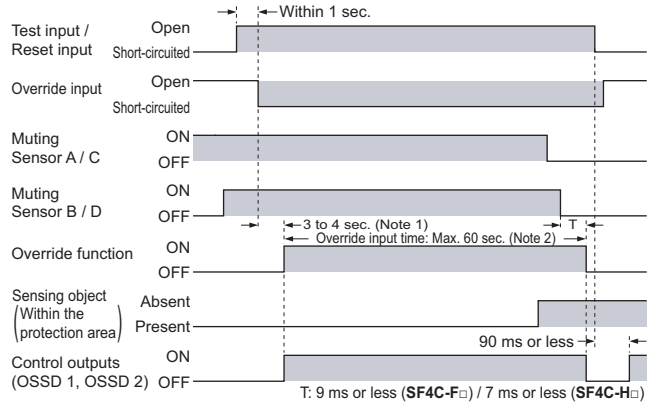 Within 1 sec.
Test input /
Reset input
Open
Short-circuited
Override input
Open
Short-circuited
Muting
Sensor A / C
ON
OFF
Muting
Sensor B / D
ON
OFF
3 to 4 sec. (Note 1)
T
Override input time: Max. 60 sec. (Note 2)
Override function
ON
OFF
Sensing object
(Within the
protection area)
Absent
Present
90 ms or less
Control outputs
(OSSD 1, OSSD 2)
ON
OFF
T: 9 ms or less (SF4C-F□) / 7 ms or less (SF4C-H□)